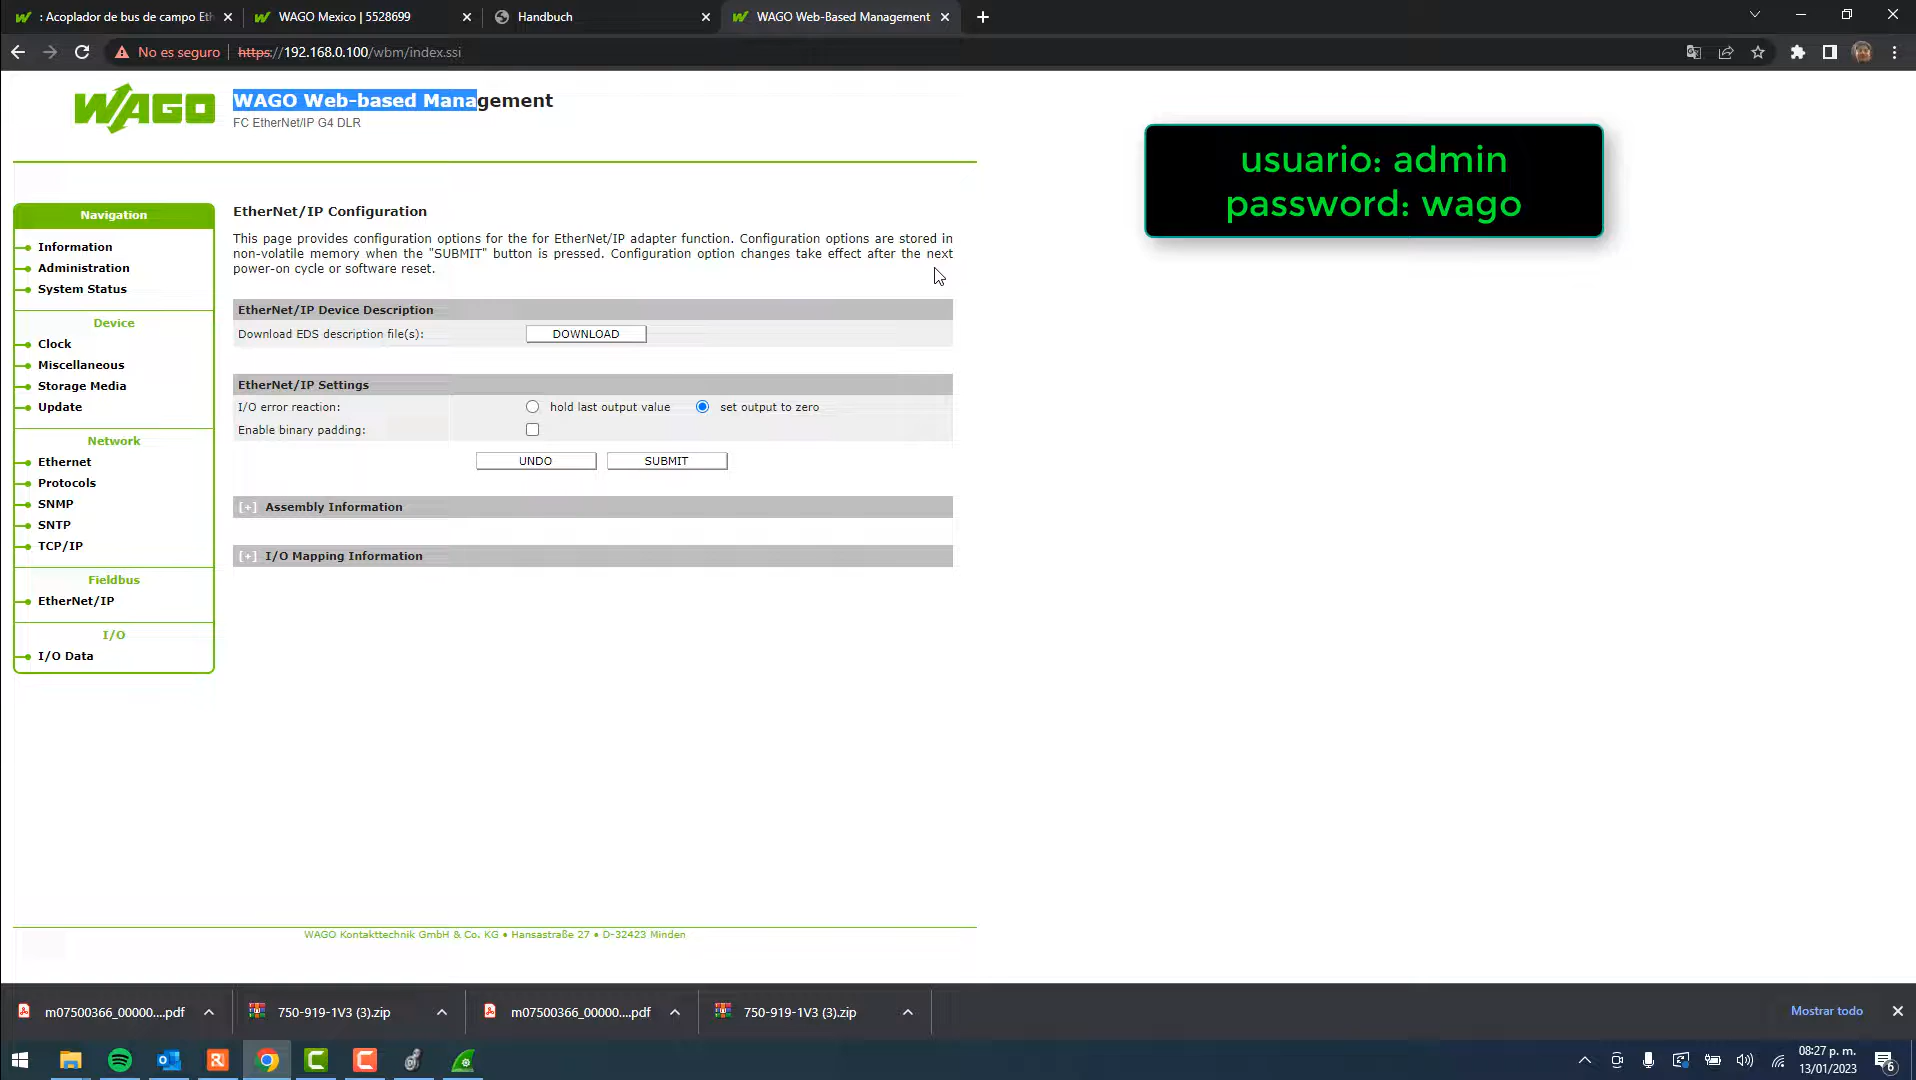 : Acoplador de bus de campo Eth
WAGO Mexico | 5528699
Handbuch
WAGO Web-Based Management
No es seguro
https://192.168.0.100/wbm/index.ssi
WAGO
WAGO Web-based Management
FC EtherNet/IP G4 DLR
usuario: admin
password: wago
Navigation
Information
Administration
System Status
Device
Clock
Miscellaneous
Storage Media
Update
Network
Ethernet
Protocols
SNMP
SNTP
TCP/IP
Fieldbus
EtherNet/IP
I/O
I/O Data
EtherNet/IP Configuration
This page provides configuration options for the for EtherNet/IP adapter function. Configuration options are stored in
non-volatile memory when the "SUBMIT" button is pressed. Configuration option changes take effect after the next
power-on cycle or software reset.
EtherNet/IP Device Description
Download EDS description file(s): DOWNLOAD
EtherNet/IP Settings
I/O error reaction: hold last output value set output to zero
Enable binary padding:
UNDO SUBMIT
[+] Assembly Information
[+] I/O Mapping Information
WAGO Kontakttechnik GmbH & Co. KG • Hansastraße 27 • D-32423 Minden
m07500366_00000....pdf
750-919-1V3 (3).zip
m07500366_00000....pdf
750-919-1V3 (3).zip
Mostrar todo
08:27 p. m.
13/01/2023
6